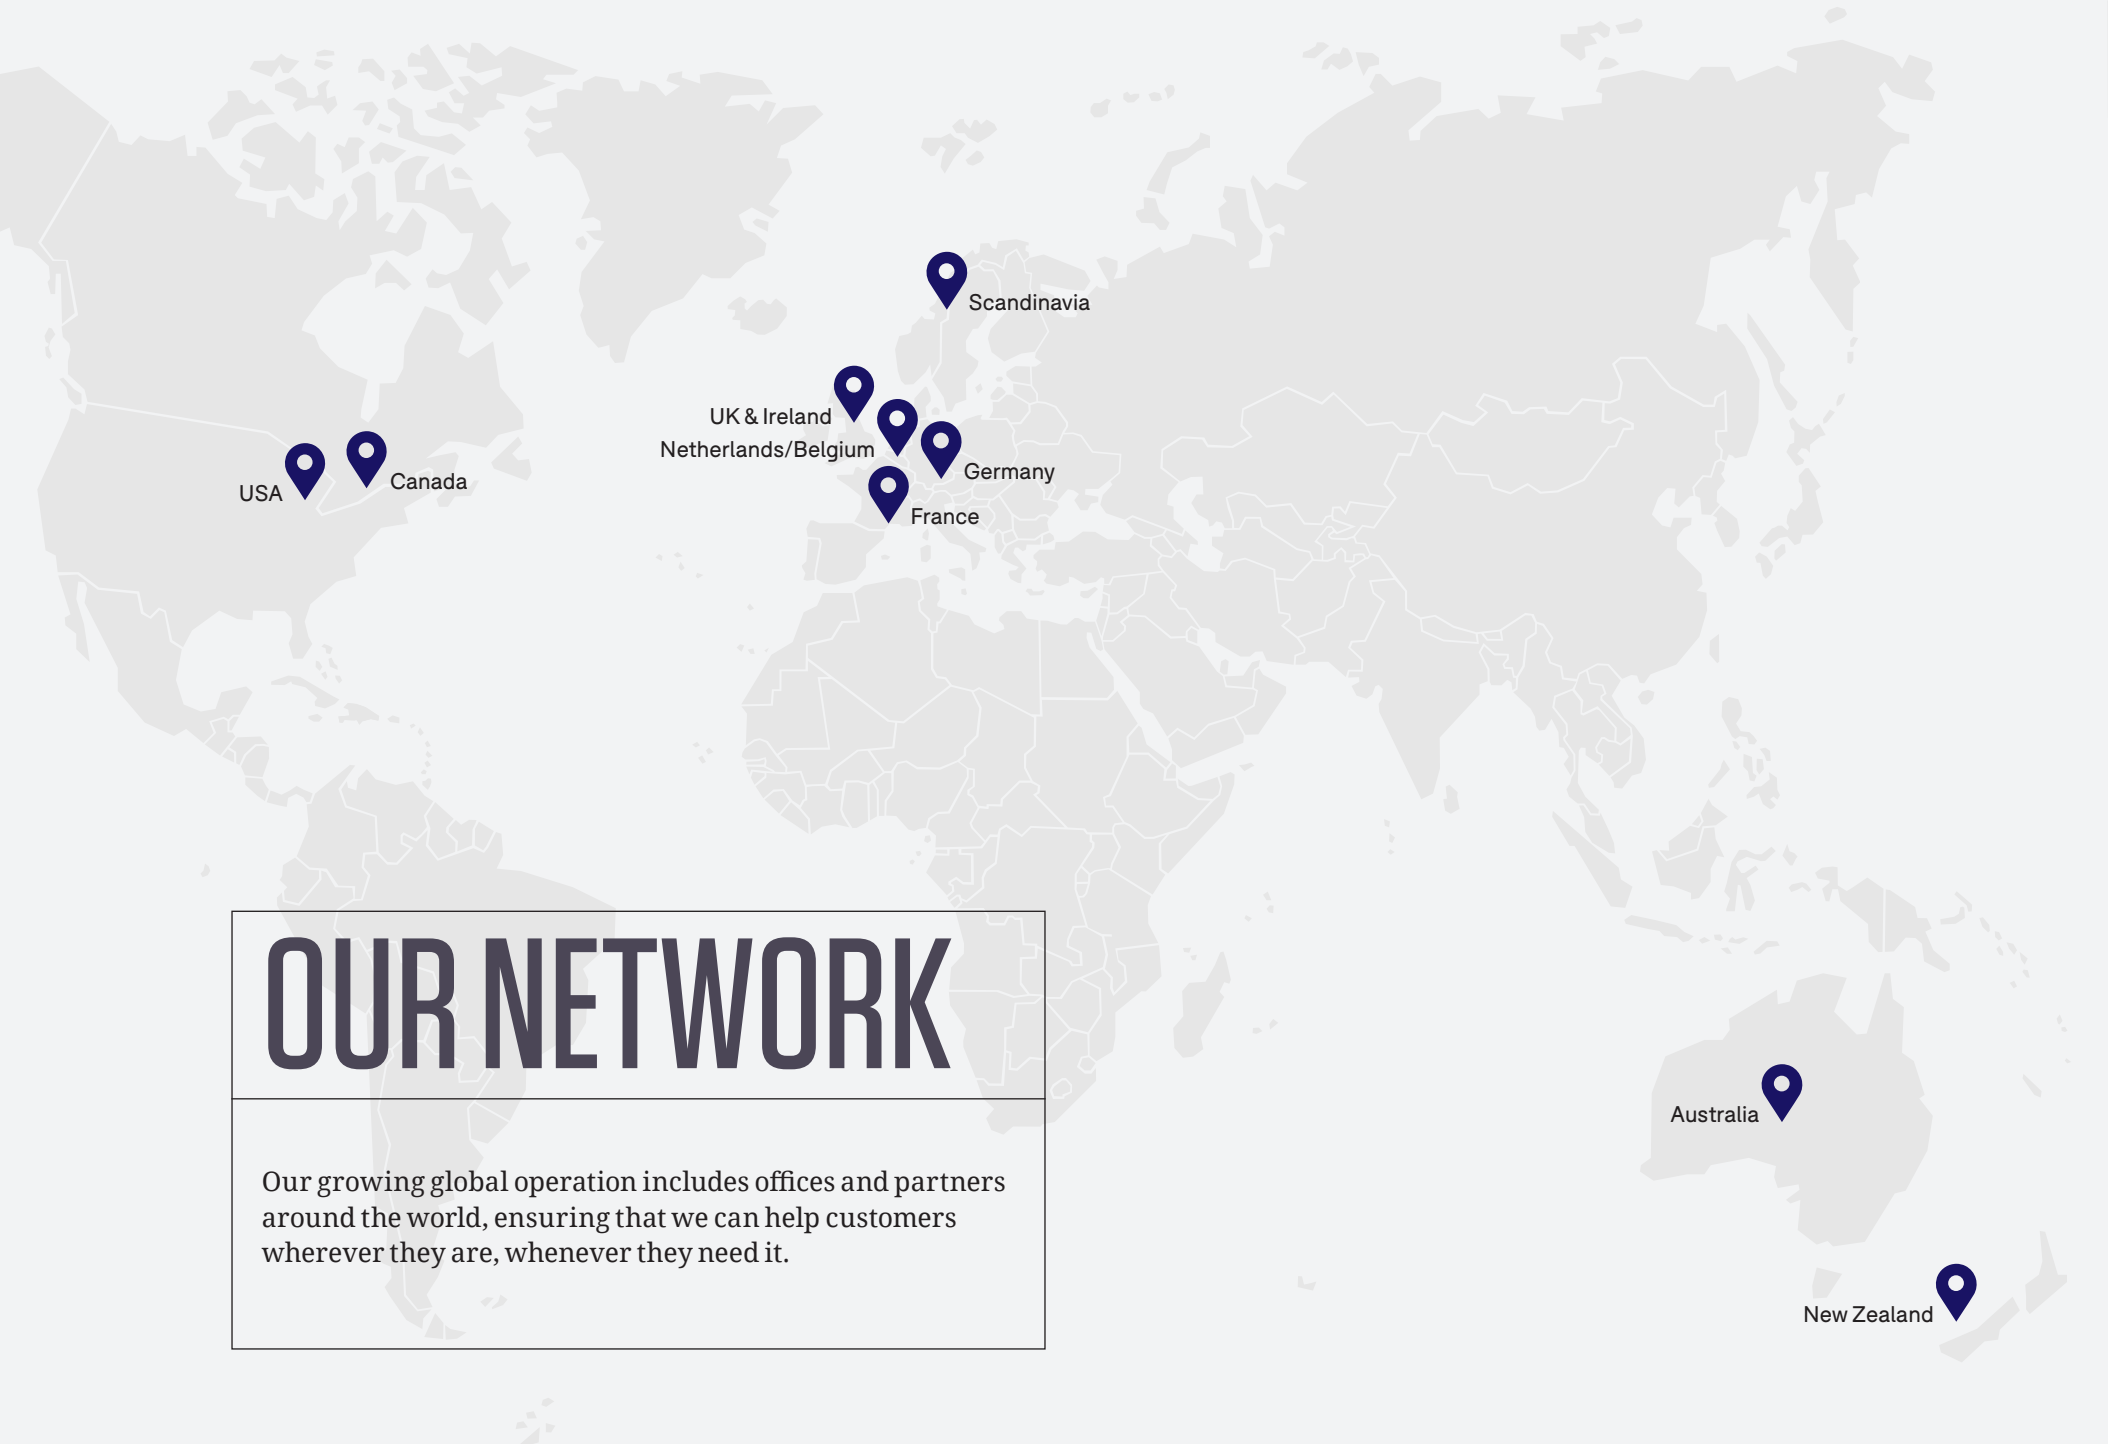 Scandinavia
UK & Ireland
Netherlands/Belgium
Germany
USA
Canada
France
OUR NETWORK
Our growing global operation includes offices and partners
around the world, ensuring that we can help customers
wherever they are, whenever they need it.
Australia
New Zealand